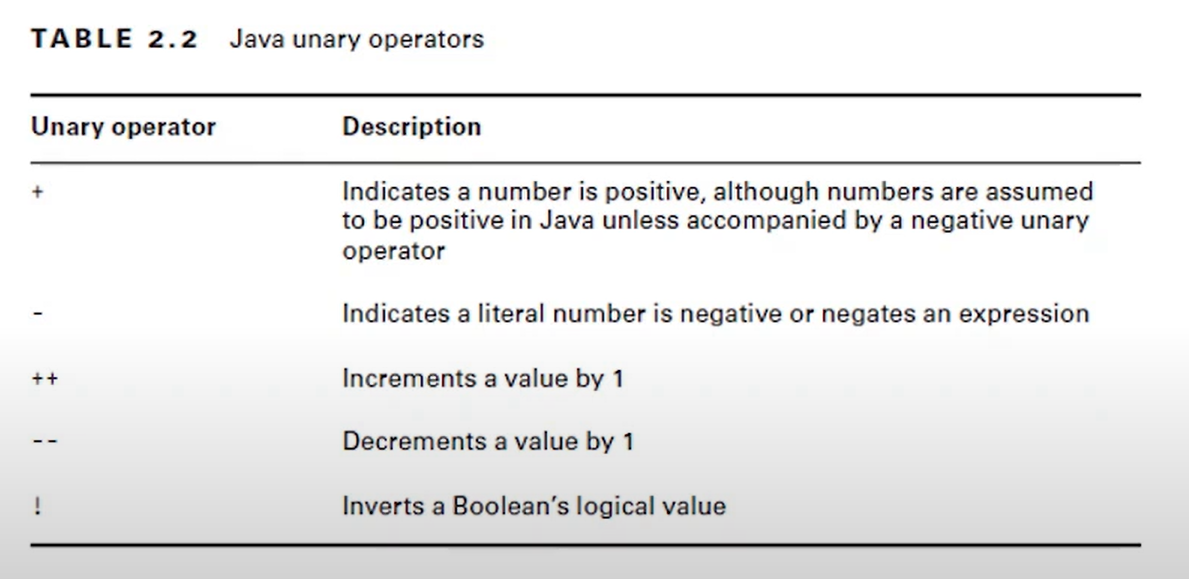 TABLE 2.2 Java unary operators
Unary operator Description
+ Indicates a number is positive, although numbers are assumed
to be positive in Java unless accompanied by a negative unary
operator
- Indicates a literal number is negative or negates an expression
++ Increments a value by 1
-- Decrements a value by 1
! Inverts a Boolean’s logical value